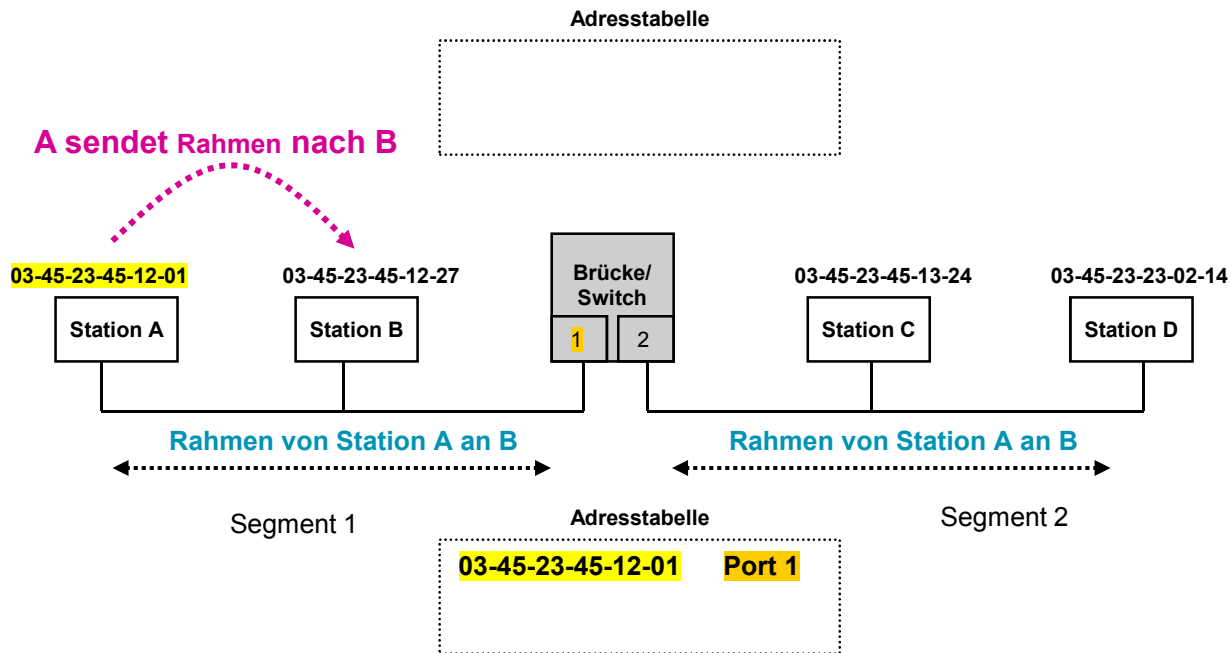 Adresstabelle
A sendet Rahmen nach B
03-45-23-45-12-01
03-45-23-45-12-27
Brücke/
Switch
03-45-23-45-13-24
03-45-23-23-02-14
Station A
Station B
1
2
Station C
Station D
Rahmen von Station A an B
Rahmen von Station A an B
Segment 1
Adresstabelle
Segment 2
03-45-23-45-12-01 Port 1